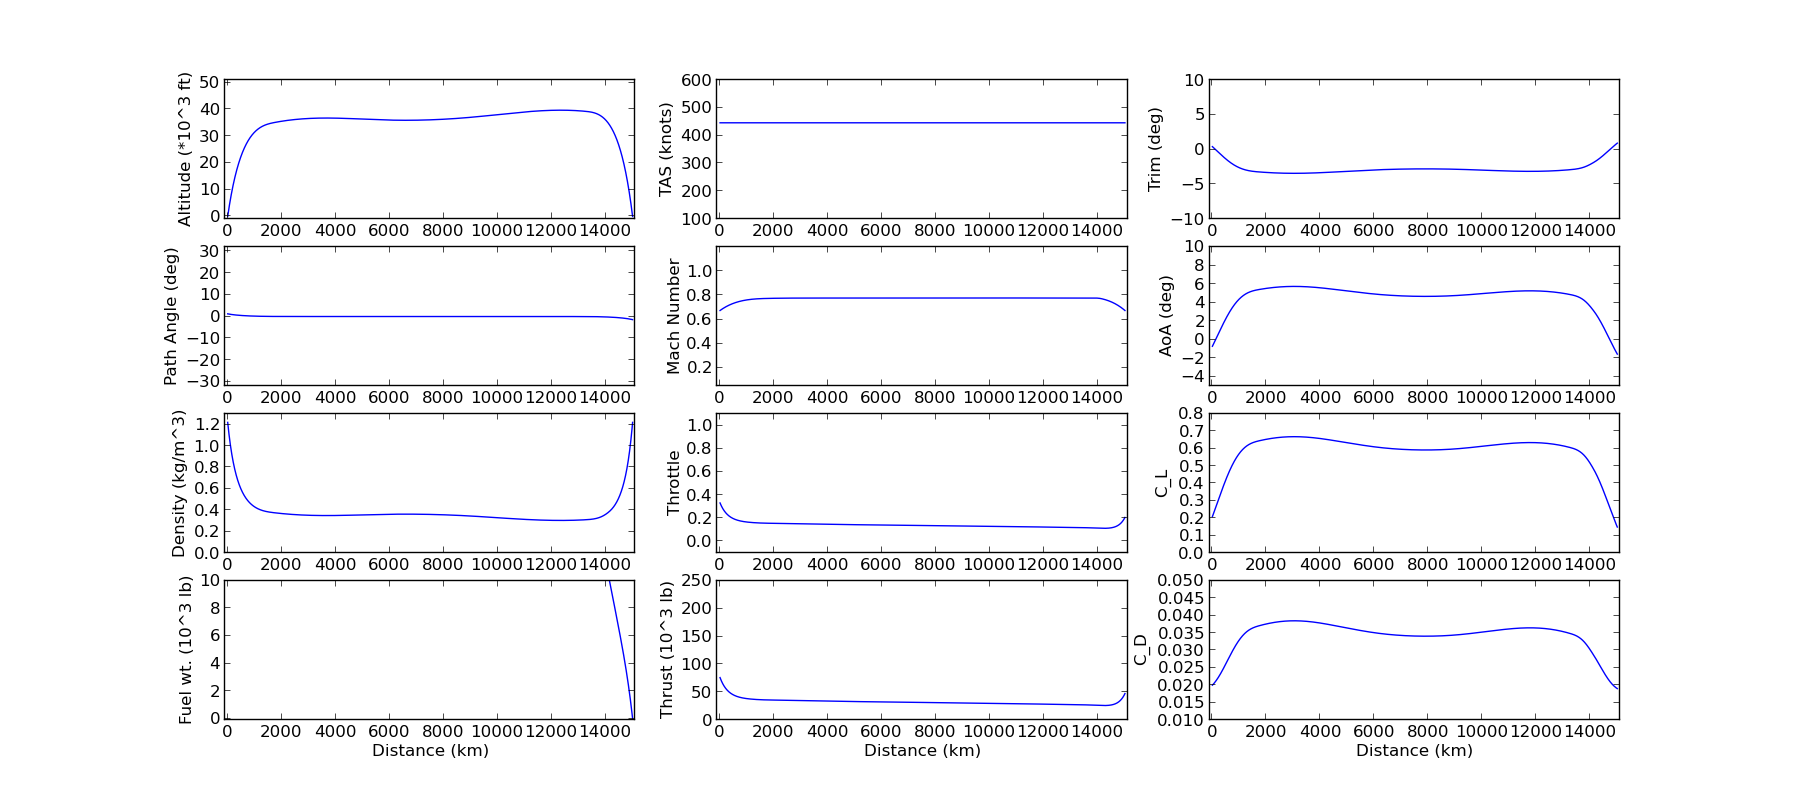 Altitude (*10^3 ft)
50
40
30
20
10
0
0 2000 4000 6000 8000 10000 12000 14000
TAS (knots)
600
500
400
300
200
100
0 2000 4000 6000 8000 10000 12000 14000
Trim (deg)
10
5
0
−5
−10
0 2000 4000 6000 8000 10000 12000 14000
Path Angle (deg)
30
20
10
0
−10
−20
−30
0 2000 4000 6000 8000 10000 12000 14000
Mach Number
1.0
0.8
0.6
0.4
0.2
0 2000 4000 6000 8000 10000 12000 14000
AoA (deg)
10
8
6
4
2
0
−2
−4
0 2000 4000 6000 8000 10000 12000 14000
Density (kg/m^3)
1.2
1.0
0.8
0.6
0.4
0.2
0.0
0 2000 4000 6000 8000 10000 12000 14000
Throttle
1.0
0.8
0.6
0.4
0.2
0.0
0 2000 4000 6000 8000 10000 12000 14000
C_L
0.8
0.7
0.6
0.5
0.4
0.3
0.2
0.1
0.0
0 2000 4000 6000 8000 10000 12000 14000
Fuel wt. (10^3 lb)
10
8
6
4
2
0
0 2000 4000 6000 8000 10000 12000 14000
Distance (km)
Thrust (10^3 lb)
250
200
150
100
50
0
0 2000 4000 6000 8000 10000 12000 14000
Distance (km)
C_D
0.050
0.045
0.040
0.035
0.030
0.025
0.020
0.015
0.010
0 2000 4000 6000 8000 10000 12000 14000
Distance (km)